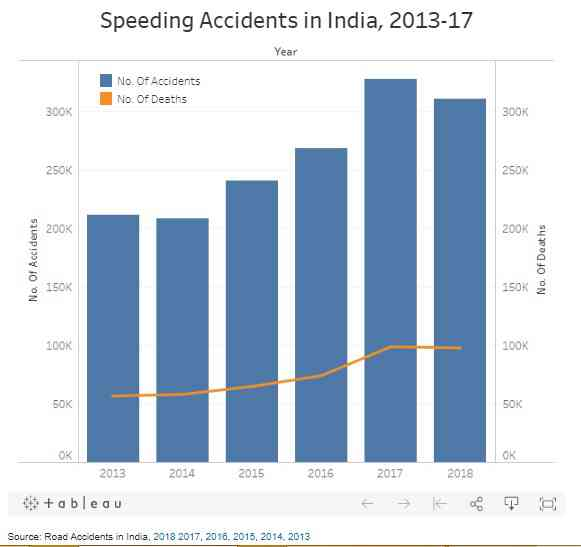 Speeding Accidents in India, 2013-17
Year
No. Of Accidents
No. Of Deaths
300K
250K
200K
150K
100K
50K
0K
No. Of Accidents
300K
250K
200K
150K
100K
50K
0K
No. Of Deaths
2013 2014 2015 2016 2017 2018
+ a b l e a u
Source: Road Accidents in India, 2018 2017, 2016, 2015, 2014, 2013